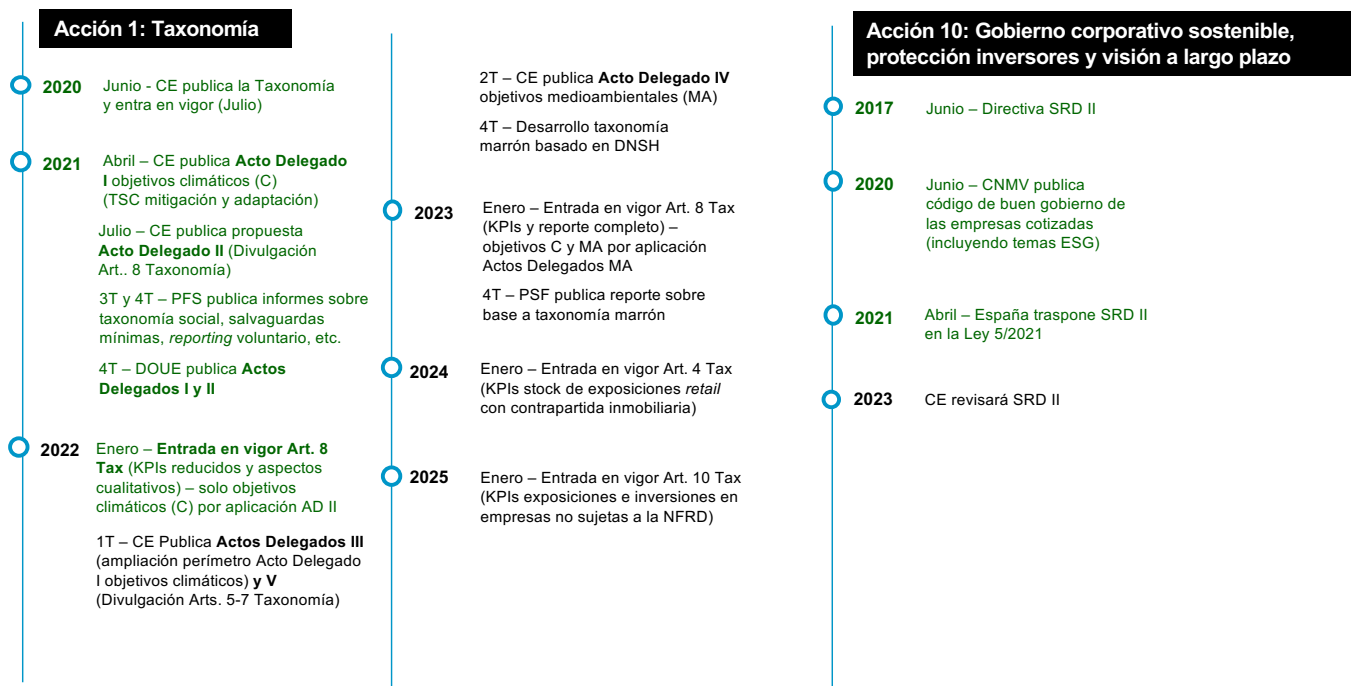 Acción 1: Taxonomía
2020
Junio - CE publica la Taxonomía
y entra en vigor (Julio)
2021
Abril – CE publica Acto Delegado
I objetivos climáticos (C)
(TSC mitigación y adaptación)
Julio – CE publica propuesta
Acto Delegado II (Divulgación
Art.. 8 Taxonomía)
3T y 4T – PFS publica informes sobre
taxonomía social, salvaguardas
mínimas, reporting voluntario, etc.
4T – DOUE publica Actos
Delegados I y II
2022
Enero – Entrada en vigor Art. 8
Tax (KPIs reducidos y aspectos
cualitativos) – solo objetivos
climáticos (C) por aplicación AD II
1T – CE Publica Actos Delegados III
(ampliación perímetro Acto Delegado
I objetivos climáticos) y V
(Divulgación Arts. 5-7 Taxonomía)
2T – CE publica Acto Delegado IV
objetivos medioambientales (MA)
4T – Desarrollo taxonomía
marrón basado en DNSH
2023
Enero – Entrada en vigor Art. 8 Tax
(KPIs y reporte completo) –
objetivos C y MA por aplicación
Actos Delegados MA
4T – PSF publica reporte sobre
base a taxonomía marrón
2024
Enero – Entrada en vigor Art. 4 Tax
(KPIs stock de exposiciones retail
con contrapartida inmobiliaria)
2025
Enero – Entrada en vigor Art. 10 Tax
(KPIs exposiciones e inversiones en
empresas no sujetas a la NFRD)
Acción 10: Gobierno corporativo sostenible,
protección inversores y visión a largo plazo
2017
Junio – Directiva SRD II
2020
Junio – CNMV publica
código de buen gobierno de
las empresas cotizadas
(incluyendo temas ESG)
2021
Abril – España traspone SRD II
en la Ley 5/2021
2023
CE revisará SRD II